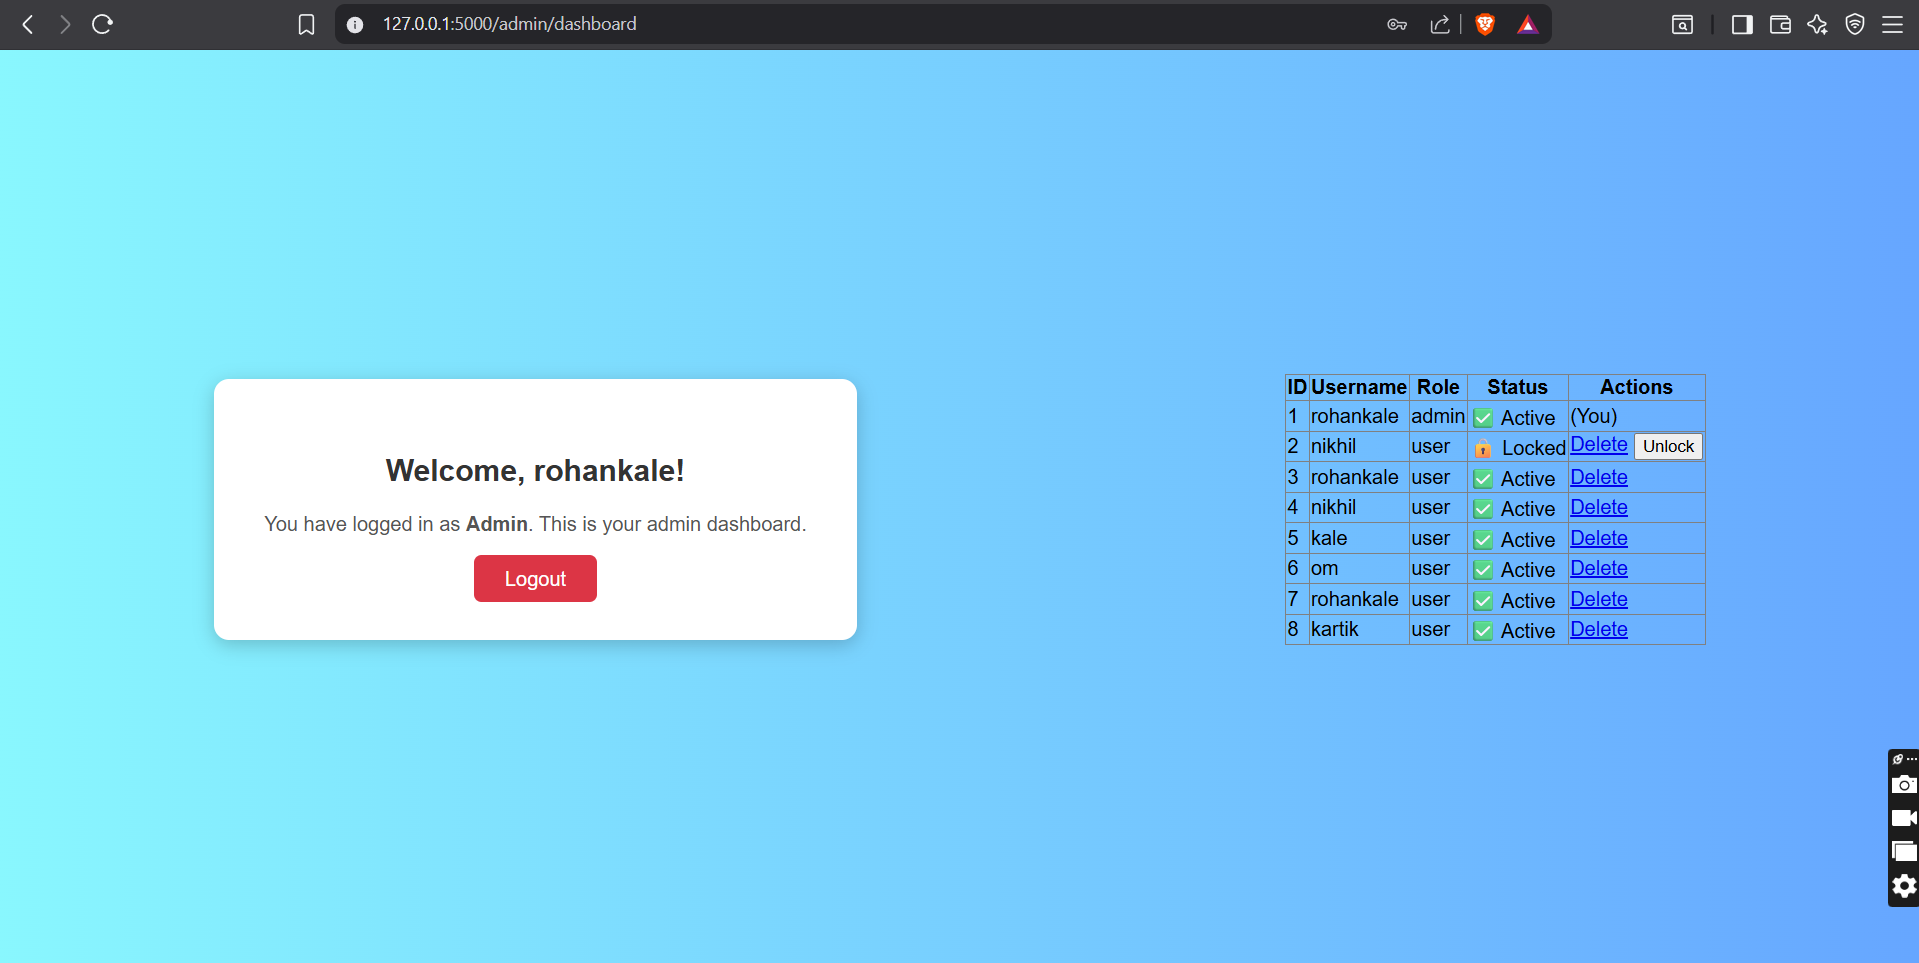 127.0.0.1:5000/admin/dashboard
Welcome, rohankale!
You have logged in as Admin. This is your admin dashboard.
Logout
ID Username Role Status Actions
1 rohankale admin ✅ Active (You)
2 nikhil user 🔒 Locked Delete Unlock
3 rohankale user ✅ Active Delete
4 nikhil user ✅ Active Delete
5 kale user ✅ Active Delete
6 om user ✅ Active Delete
7 rohankale user ✅ Active Delete
8 kartik user ✅ Active Delete